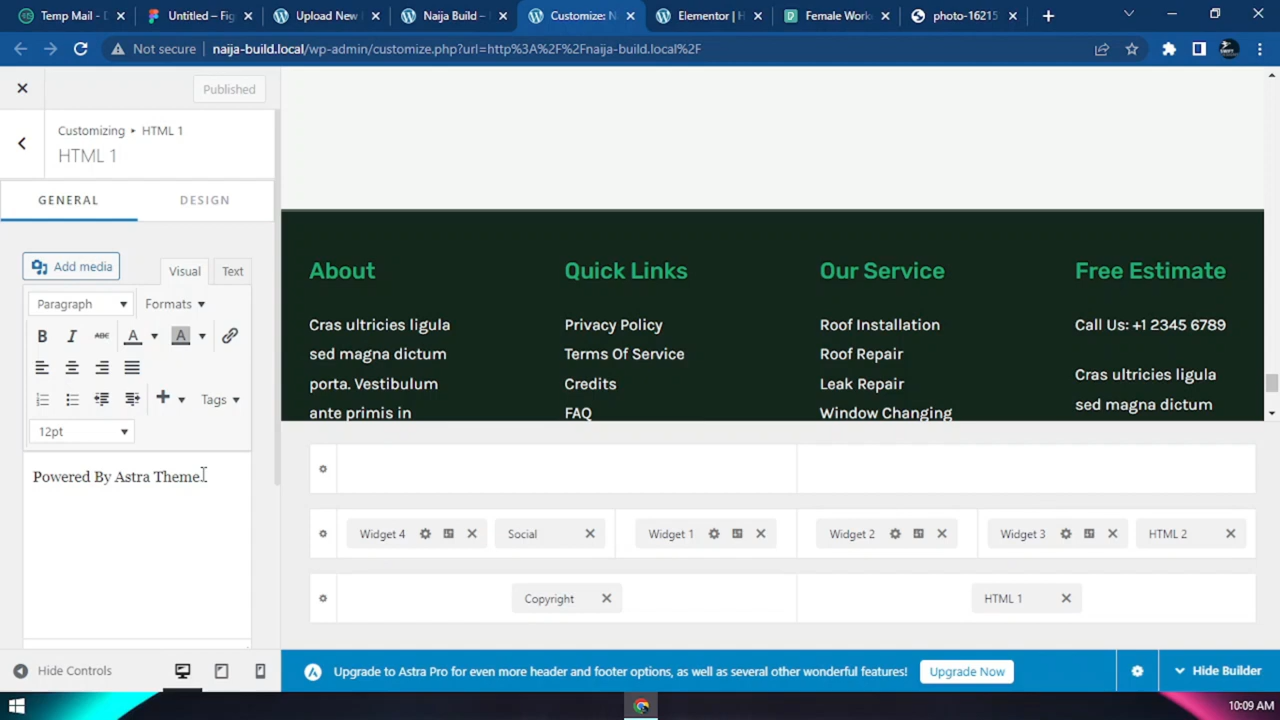 Temp Mail - D
Untitled – Fig
Upload New
Naija Build –
Customize: N
Elementor | H
Female Work
photo-16215
Not secure
naija-build.local/wp-admin/customize.php?url=http%3A%2F%2Fnaija-build.local%2F
Published
Customizing ▸ HTML 1
HTML 1
GENERAL
DESIGN
Add media
Visual
Text
Paragraph
Formats
B
I
ABC
A
A
Tags
12pt
Powered By Astra Theme.
About
Quick Links
Our Service
Free Estimate
Cras ultricies ligula
sed magna dictum
porta. Vestibulum
ante primis in
Privacy Policy
Terms Of Service
Credits
FAQ
Roof Installation
Roof Repair
Leak Repair
Window Changing
Call Us: +1 2345 6789
Cras ultricies ligula
sed magna dictum
Widget 4
Social
Widget 1
Widget 2
Widget 3
HTML 2
Copyright
HTML 1
Hide Controls
Upgrade to Astra Pro for even more header and footer options, as well as several other wonderful features!
Upgrade Now
Hide Builder
10:09 AM